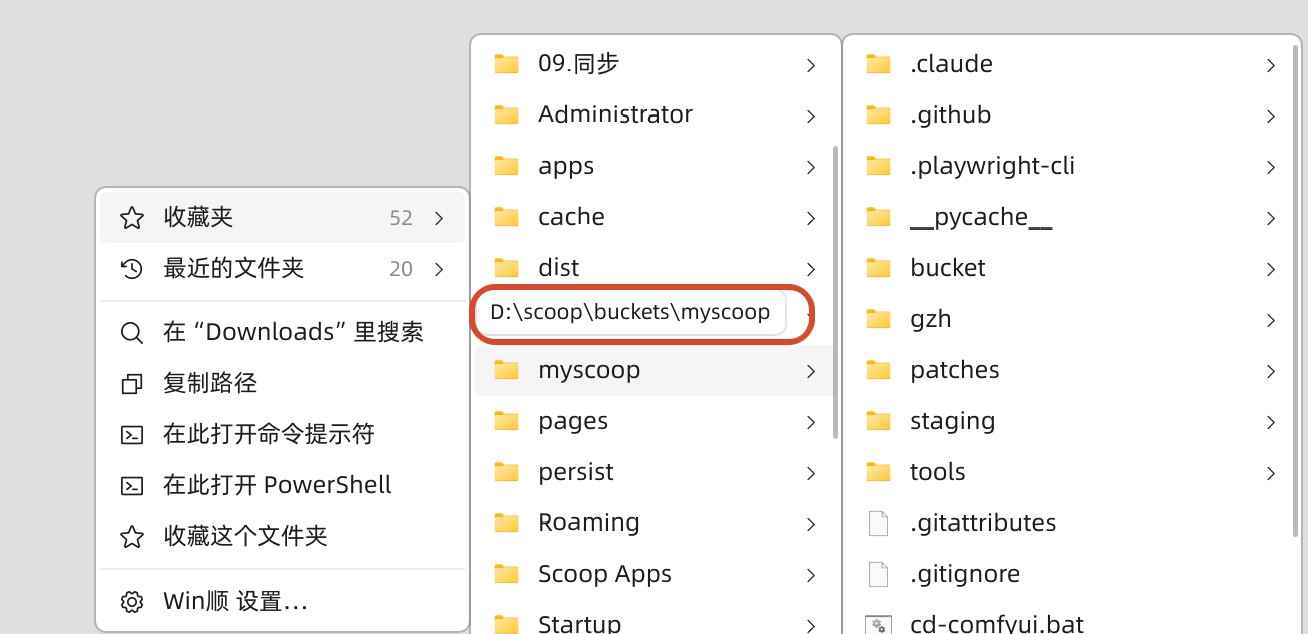 收藏夹 52
最近的文件夹 20
在 “Downloads” 里搜索
复制路径
在此打开命令提示符
在此打开 PowerShell
收藏这个文件夹
Win顺 设置...
09.同步
Administrator
apps
cache
dist
D:\scoop\buckets\myscoop
myscoop
pages
persist
Roaming
Scoop Apps
Startup
.claude
.github
.playwright-cli
__pycache__
bucket
gzh
patches
staging
tools
.gitattributes
.gitignore
cd-comfyui.bat